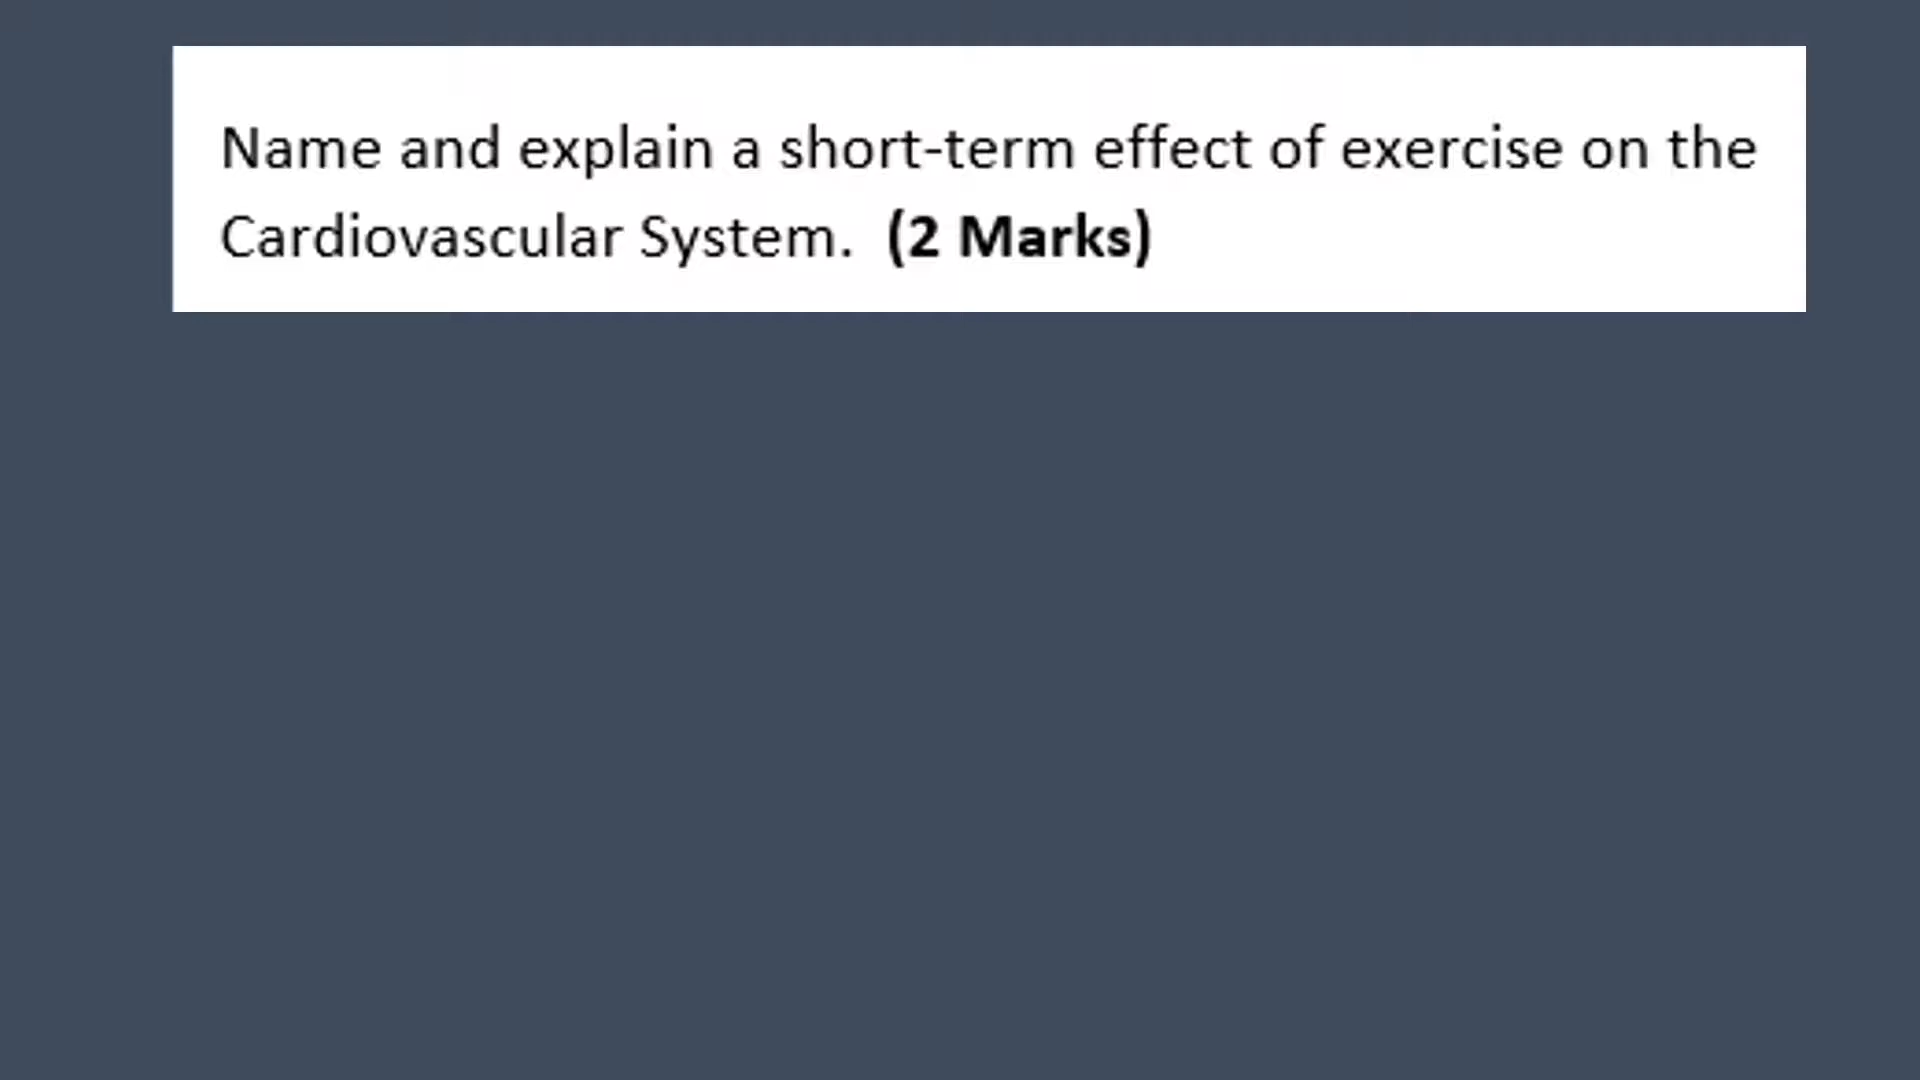 Name and explain a short-term effect of exercise on the
Cardiovascular System. (2 Marks)